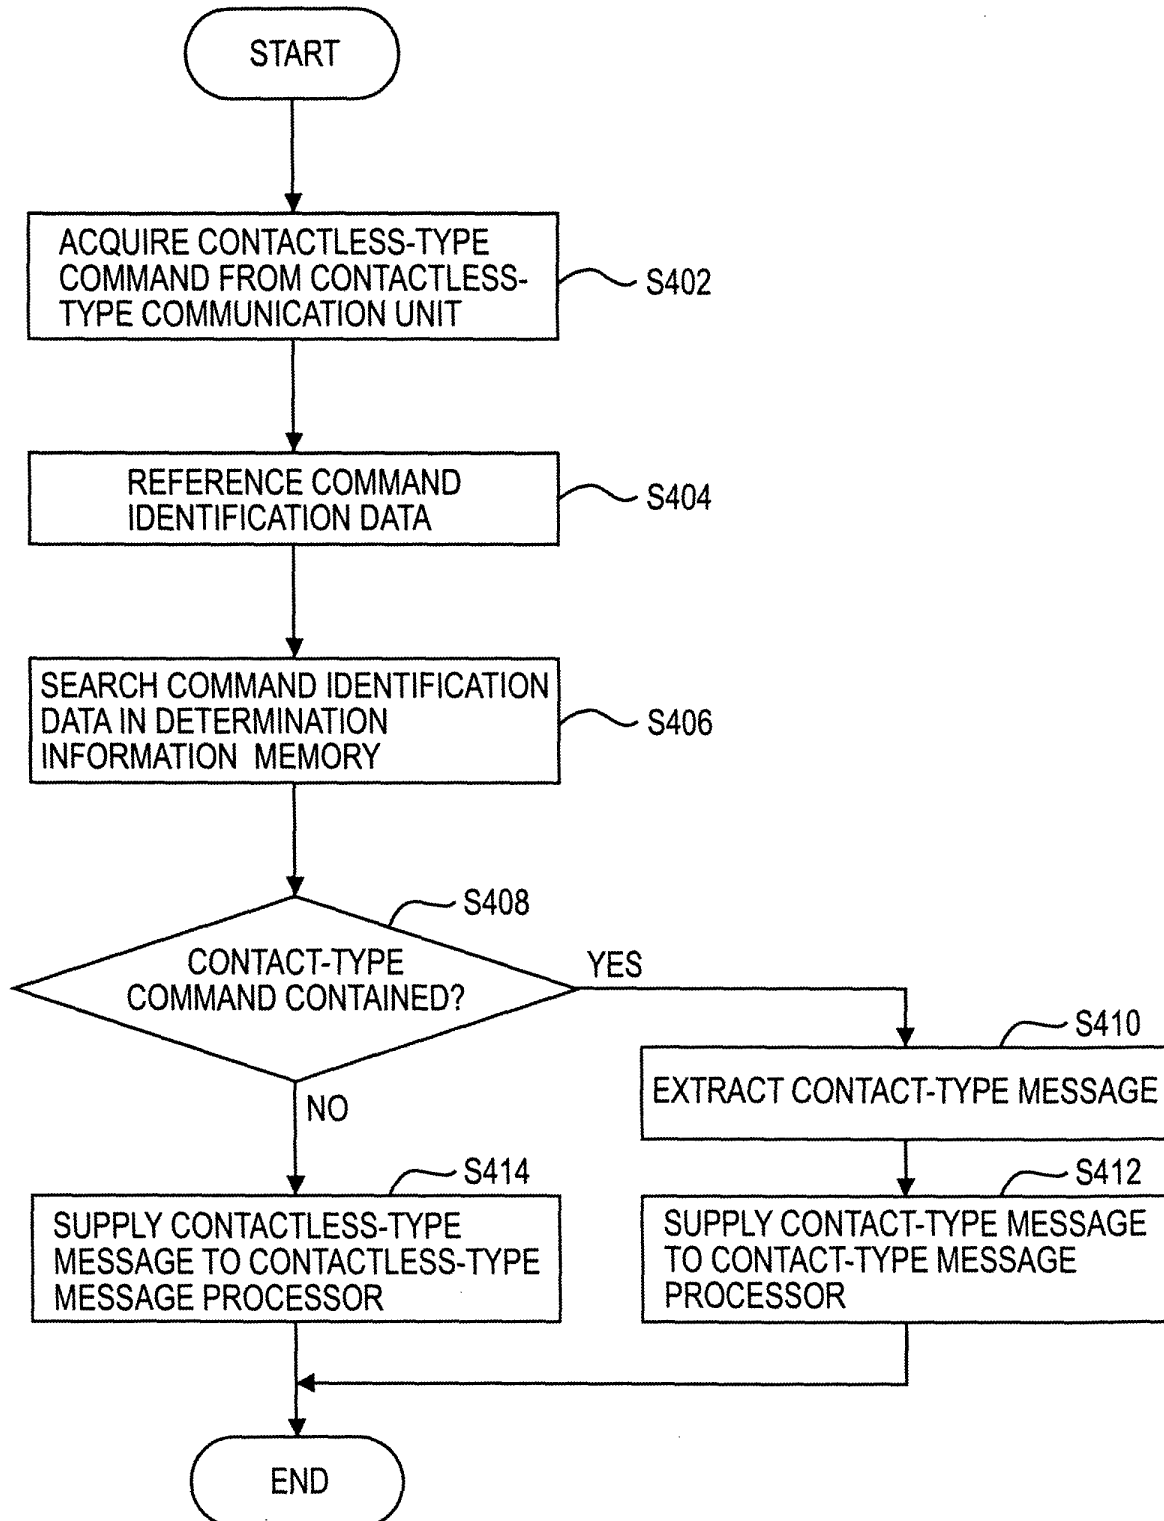 START
ACQUIRE CONTACTLESS-TYPE
COMMAND FROM CONTACTLESS-
TYPE COMMUNICATION UNIT
S402
REFERENCE COMMAND
IDENTIFICATION DATA
S404
SEARCH COMMAND IDENTIFICATION
DATA IN DETERMINATION
INFORMATION MEMORY
S406
S408
CONTACT-TYPE
COMMAND CONTAINED?
YES
NO
S410
EXTRACT CONTACT-TYPE MESSAGE
S414
SUPPLY CONTACTLESS-TYPE
MESSAGE TO CONTACTLESS-TYPE
MESSAGE PROCESSOR
S412
SUPPLY CONTACT-TYPE MESSAGE
TO CONTACT-TYPE MESSAGE
PROCESSOR
END